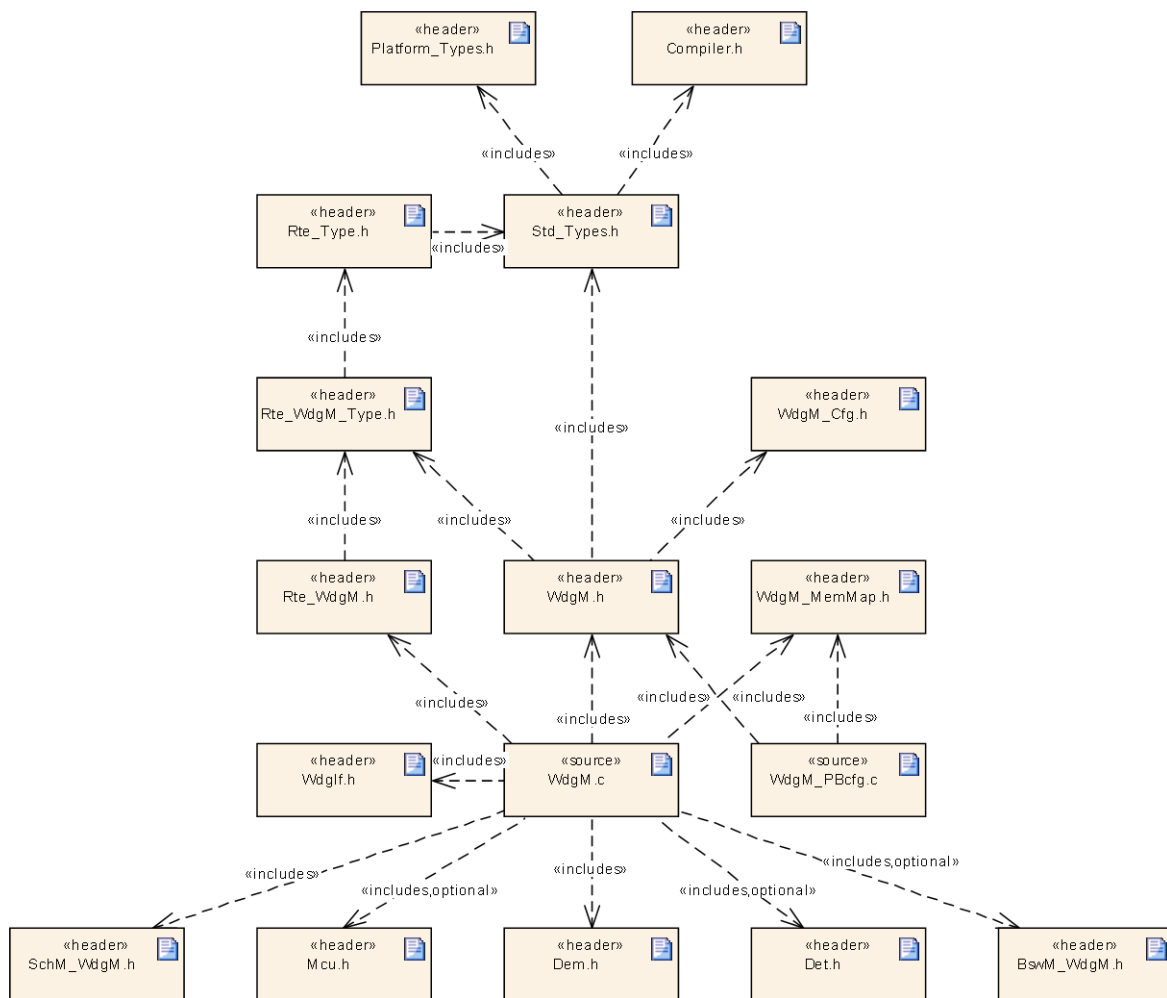 «header»
Platform_Types.h
«header»
Compiler.h
«includes»
«includes»
«header»
Rte_Type.h
«header»
Std_Types.h
«includes»
«includes»
«header»
Rte_WdgM_Type.h
«includes»
«header»
WdgM_Cfg.h
«includes»
«includes»
«includes»
«header»
Rte_WdgM.h
«header»
WdgM.h
«header»
WdgM_MemMap.h
«includes»
«includes»
«includes»
«includes»
«includes»
«header»
WdgIf.h
«includes»
«source»
WdgM.c
«source»
WdgM_PBcfg.c
«includes»
«includes,optional»
«includes»
«includes,optional»
«includes,optional»
«header»
SchM_WdgM.h
«header»
Mcu.h
«header»
Dem.h
«header»
Det.h
«header»
BswM_WdgM.h